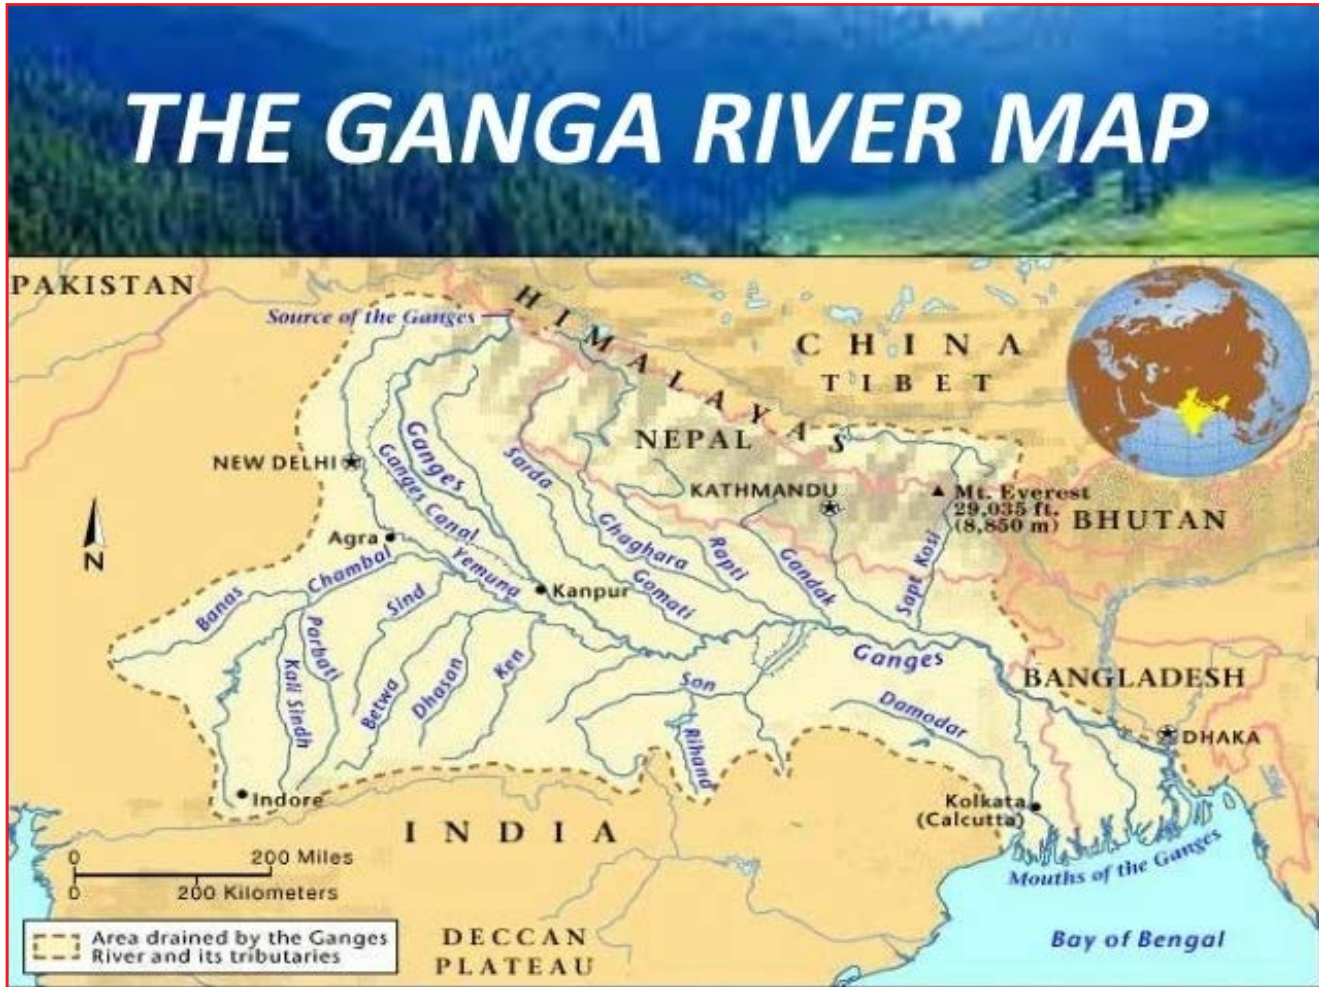 THE GANGA RIVER MAP
PAKISTAN
Source of the Ganges
HIMALAYAS
CHINA
TIBET
NEPAL
NEW DELHI
Ganges
Ganges Canal
Sarda
KATHMANDU
Mt. Everest
29,035 ft.
(8,850 m)
BHUTAN
N
Agra
Chambal
Yemuna
Ghaghara
Rapti
Gandak
Sapt Kosi
Banas
Sind
Kanpur
Gomati
Parbati
Kali Sindh
Betwa
Dhasan
Ken
Son
Rihand
Ganges
Damodar
BANGLADESH
DHAKA
Indore
Kolkata
(Calcutta)
INDIA
Mouths of the Ganges
0 200 Miles
0 200 Kilometers
Area drained by the Ganges
River and its tributaries
DECCAN
PLATEAU
Bay of Bengal